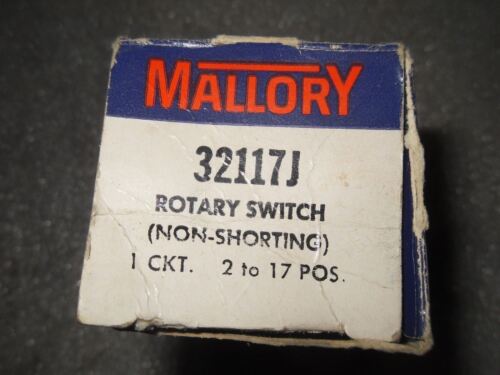 MALLORY
32117J
ROTARY SWITCH
(NON-SHORTING)
1 CKT. 2 to 17 POS.